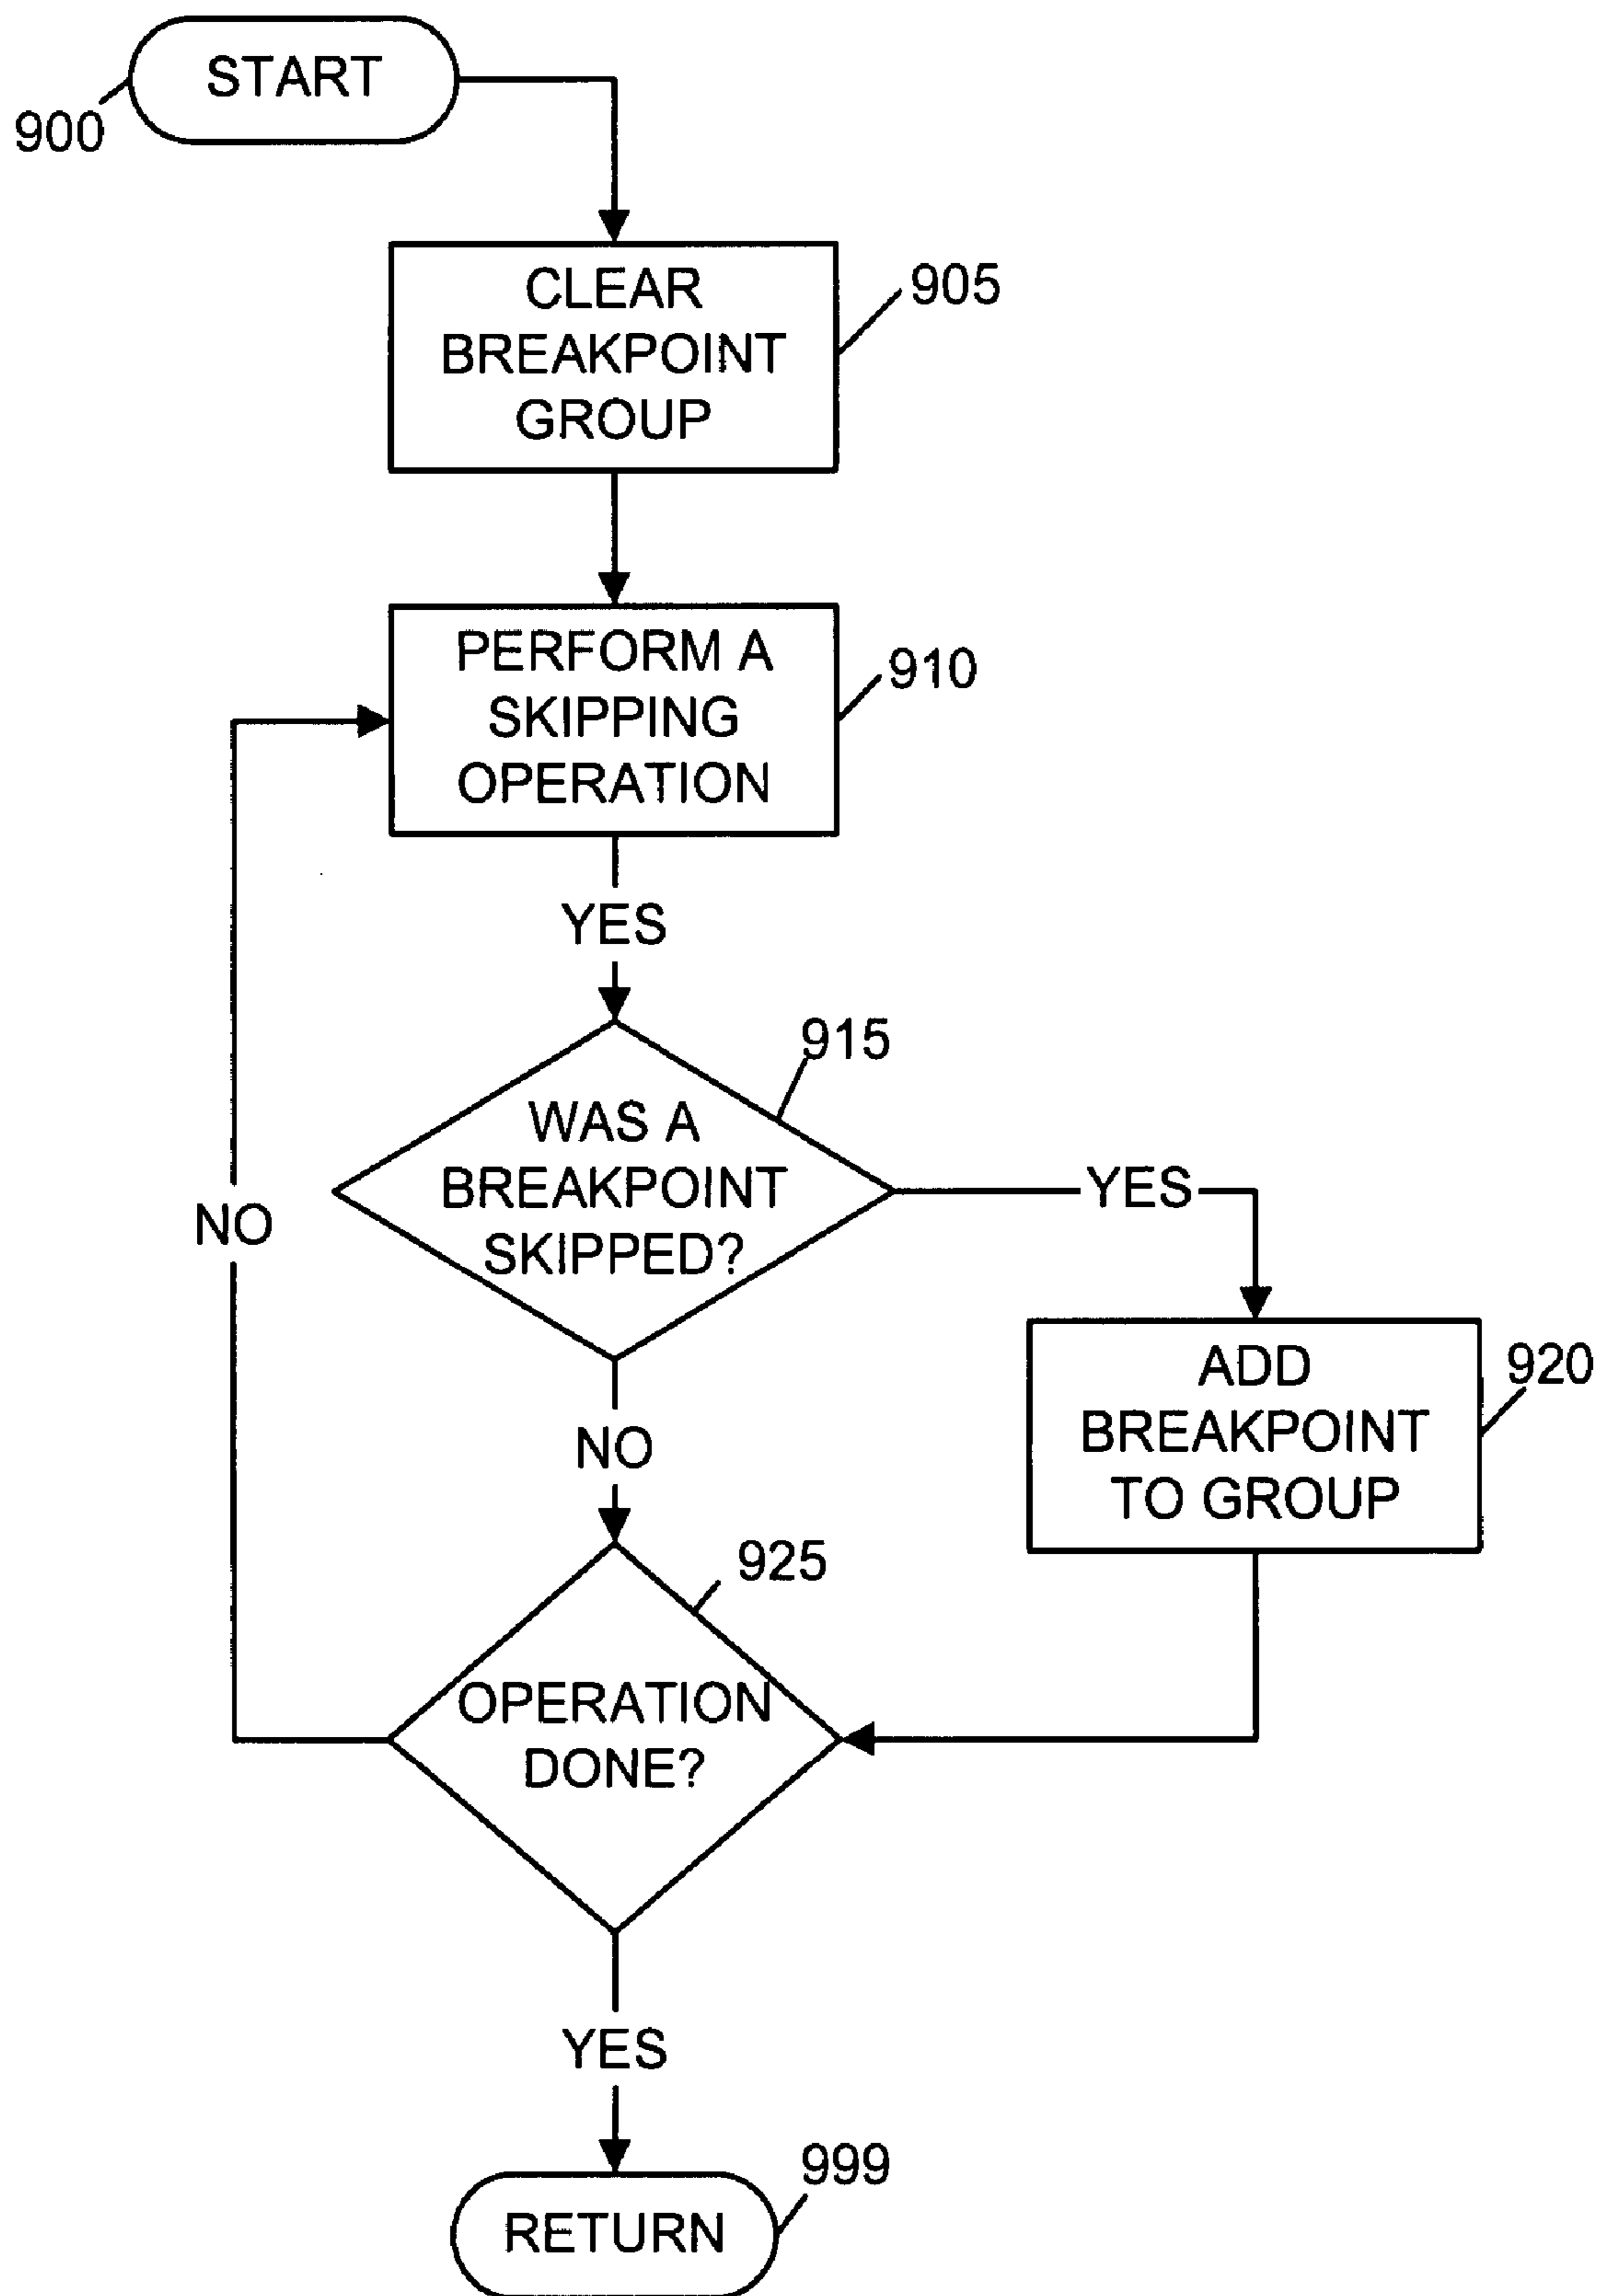 START
900
CLEAR
BREAKPOINT
GROUP
905
PERFORM A
SKIPPING
OPERATION
910
YES
915
WAS A
BREAKPOINT
SKIPPED?
YES
NO
ADD
BREAKPOINT
TO GROUP
920
NO
925
OPERATION
DONE?
YES
999
RETURN